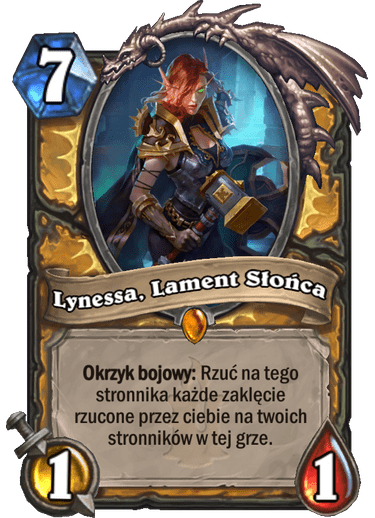 7
Lynessa, Lament Słońca
Okrzyk bojowy: Rzuć na tego
stronnika każde zaklęcie
rzucone przez ciebie na twoich
stronników w tej grze.
1
1